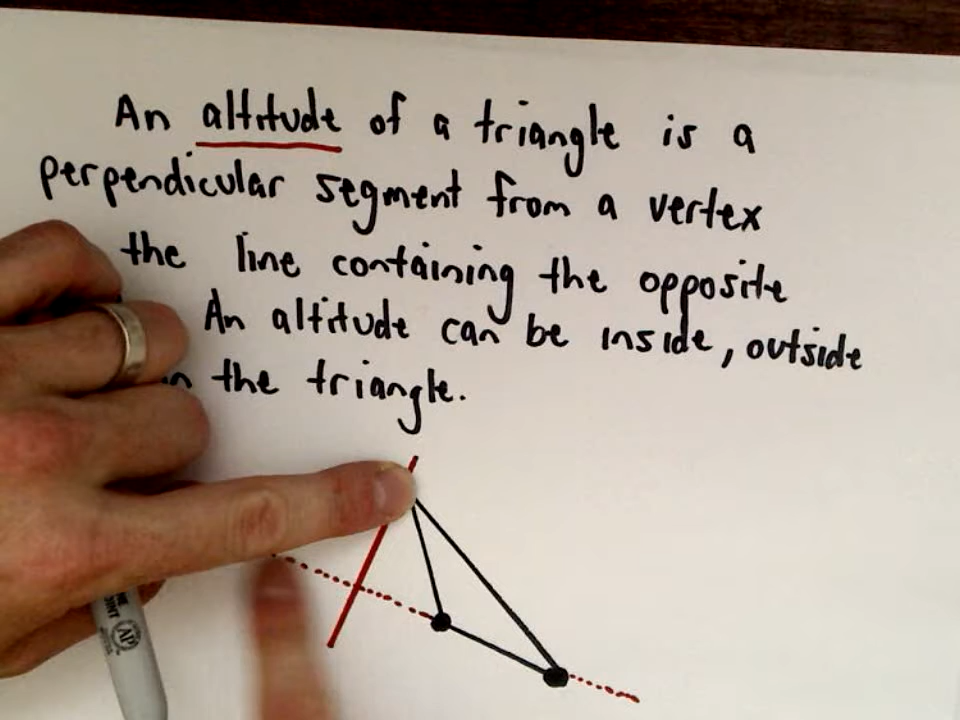 An altitude of a triangle is a
perpendicular segment from a vertex
the line containing the opposite
An altitude can be inside, outside
the triangle.
AP